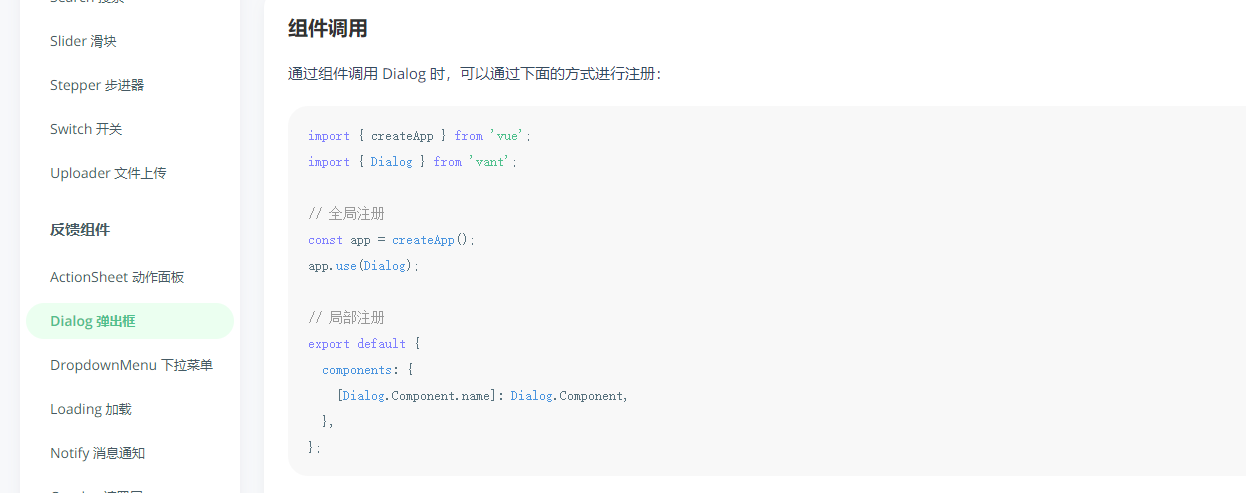 Search 搜索
Slider 滑块
Stepper 步进器
Switch 开关
Uploader 文件上传
反馈组件
ActionSheet 动作面板
Dialog 弹出框
DropdownMenu 下拉菜单
Loading 加载
Notify 消息通知
组件调用
通过组件调用 Dialog 时，可以通过下面的方式进行注册：
import { createApp } from 'vue';
import { Dialog } from 'vant';
// 全局注册
const app = createApp();
app.use(Dialog);
// 局部注册
export default {
components: {
[Dialog.Component.name]: Dialog.Component,
},
};